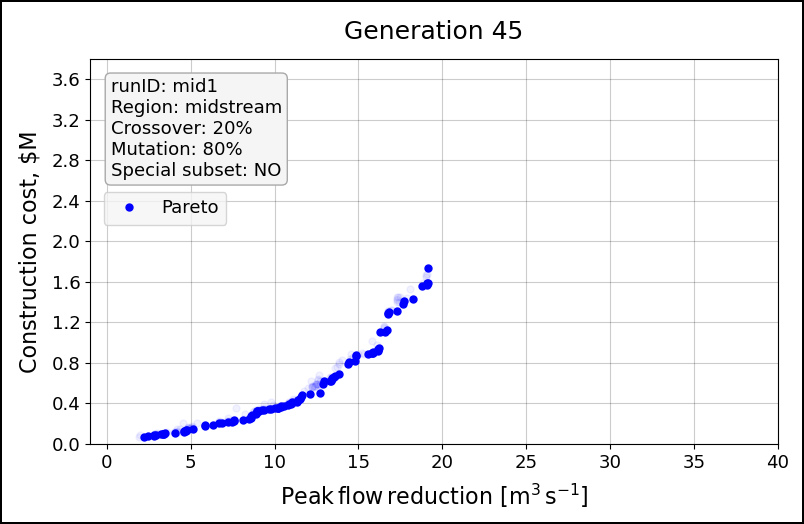 Generation 45
runID: mid1
Region: midstream
Crossover: 20%
Mutation: 80%
Special subset: NO
Pareto
Construction cost, $M
3.6
3.2
2.8
2.4
2.0
1.6
1.2
0.8
0.4
0.0
0 5 10 15 20 25 30 35 40
Peak flow reduction [m³ s⁻¹]